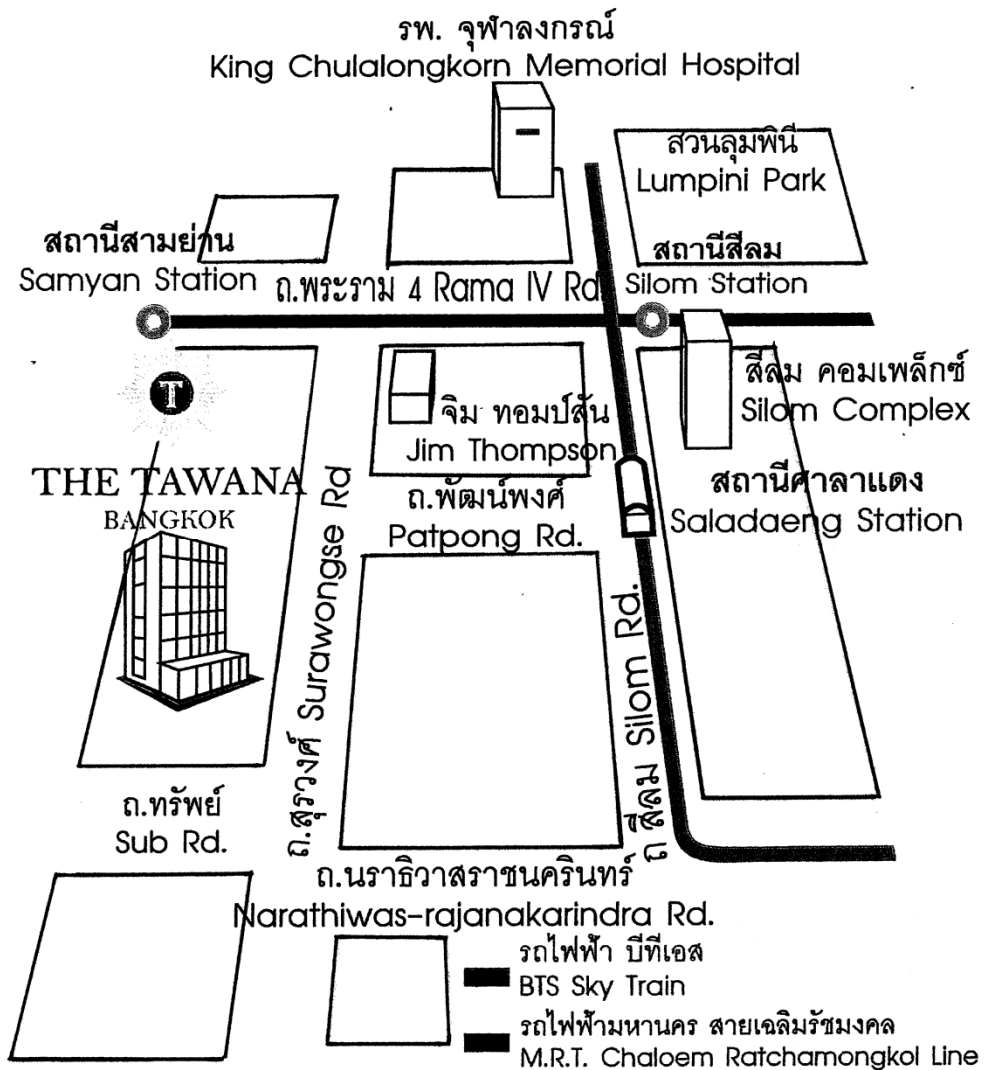 รพ. จุฬาลงกรณ์
King Chulalongkorn Memorial Hospital
สวนลุมพินี
Lumpini Park
สถานีสามย่าน
Samyan Station
ถ.พระราม 4 Rama IV Rd
สถานีสีลม
Silom Station
T
THE TAWANA
BANGKOK
จิม ทอมป์สัน
Jim Thompson
สีลม คอมเพล็กซ์
Silom Complex
ถ.พัฒน์พงศ์
Patpong Rd.
สถานีศาลาแดง
Saladaeng Station
ถ.สุรวงศ์ Surawongse Rd
ถ สีลม Silom Rd.
ถ.ทรัพย์
Sub Rd.
ถ.นราธิวาสราชนครินทร์
Narathiwas-rajanakarindra Rd.
รถไฟฟ้า บีทีเอส
BTS Sky Train
รถไฟฟ้ามหานคร สายเฉลิมรัชมงคล
M.R.T. Chaloem Ratchamongkol Line